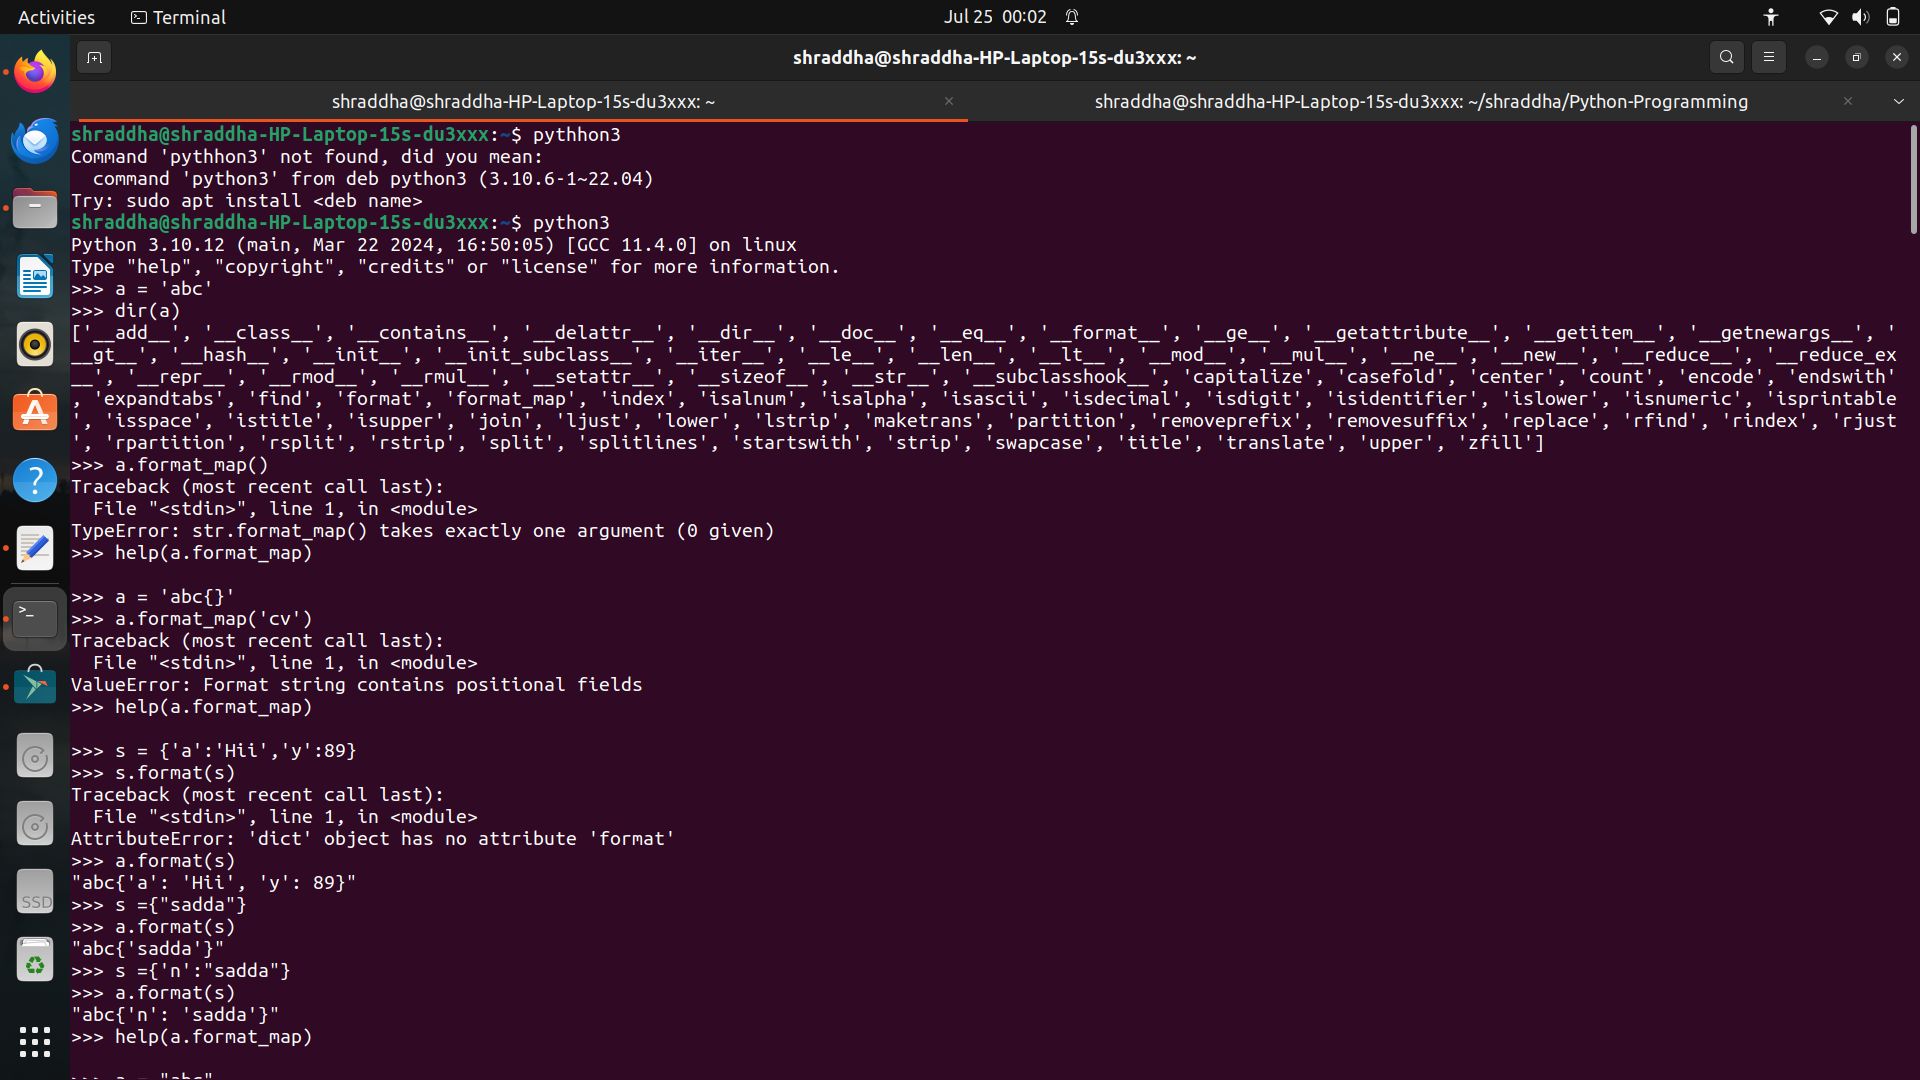 Activities
Terminal
Jul 25 00:02
shraddha@shraddha-HP-Laptop-15s-du3xxx: ~
shraddha@shraddha-HP-Laptop-15s-du3xxx: ~
shraddha@shraddha-HP-Laptop-15s-du3xxx: ~/shraddha/Python-Programming
shraddha@shraddha-HP-Laptop-15s-du3xxx:~$ pythhon3
Command 'pythhon3' not found, did you mean:
  command 'python3' from deb python3 (3.10.6-1~22.04)
Try: sudo apt install <deb name>
shraddha@shraddha-HP-Laptop-15s-du3xxx:~$ python3
Python 3.10.12 (main, Mar 22 2024, 16:50:05) [GCC 11.4.0] on linux
Type "help", "copyright", "credits" or "license" for more information.
>>> a = 'abc'
>>> dir(a)
['__add__', '__class__', '__contains__', '__delattr__', '__dir__', '__doc__', '__eq__', '__format__', '__ge__', '__getattribute__', '__getitem__', '__getnewargs__', '
__gt__', '__hash__', '__init__', '__init_subclass__', '__iter__', '__le__', '__len__', '__lt__', '__mod__', '__mul__', '__ne__', '__new__', '__reduce__', '__reduce_ex
__', '__repr__', '__rmod__', '__rmul__', '__setattr__', '__sizeof__', '__str__', '__subclasshook__', 'capitalize', 'casefold', 'center', 'count', 'encode', 'endswith'
, 'expandtabs', 'find', 'format', 'format_map', 'index', 'isalnum', 'isalpha', 'isascii', 'isdecimal', 'isdigit', 'isidentifier', 'islower', 'isnumeric', 'isprintable
', 'isspace', 'istitle', 'isupper', 'join', 'ljust', 'lower', 'lstrip', 'maketrans', 'partition', 'removeprefix', 'removesuffix', 'replace', 'rfind', 'rindex', 'rjust
', 'rpartition', 'rsplit', 'rstrip', 'split', 'splitlines', 'startswith', 'strip', 'swapcase', 'title', 'translate', 'upper', 'zfill']
>>> a.format_map()
Traceback (most recent call last):
  File "<stdin>", line 1, in <module>
TypeError: str.format_map() takes exactly one argument (0 given)
>>> help(a.format_map)
>>> a = 'abc{}'
>>> a.format_map('cv')
Traceback (most recent call last):
  File "<stdin>", line 1, in <module>
ValueError: Format string contains positional fields
>>> help(a.format_map)
>>> s = {'a':'Hii','y':89}
>>> s.format(s)
Traceback (most recent call last):
  File "<stdin>", line 1, in <module>
AttributeError: 'dict' object has no attribute 'format'
>>> a.format(s)
"abc{'a': 'Hii', 'y': 89}"
>>> s ={"sadda"}
>>> a.format(s)
"abc{'sadda'}"
>>> s ={'n':"sadda"}
>>> a.format(s)
"abc{'n': 'sadda'}"
>>> help(a.format_map)
>>> a = "abc"
SSD